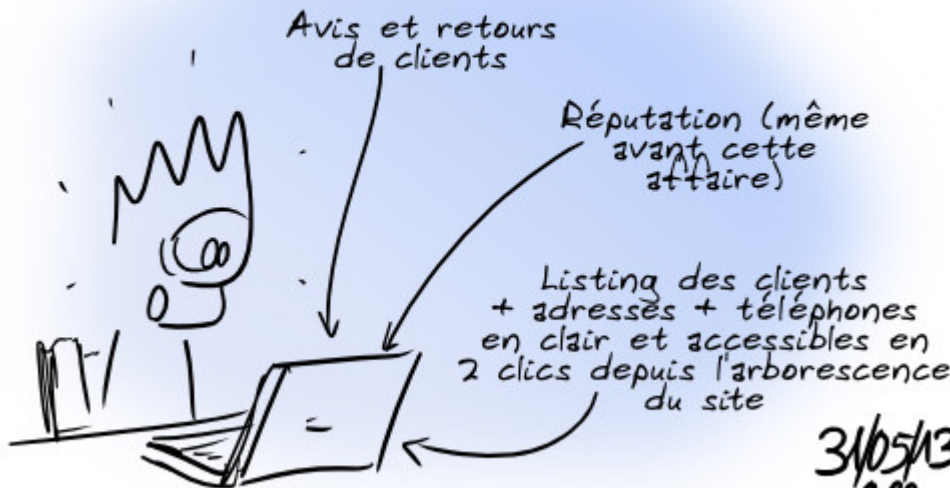 Avis et retours
de clients
Réputation (même
avant cette
affaire)
Listing des clients
+ adresses + téléphones
en clair et accessibles en
2 clics depuis l'arborescence
du site
31/05/13